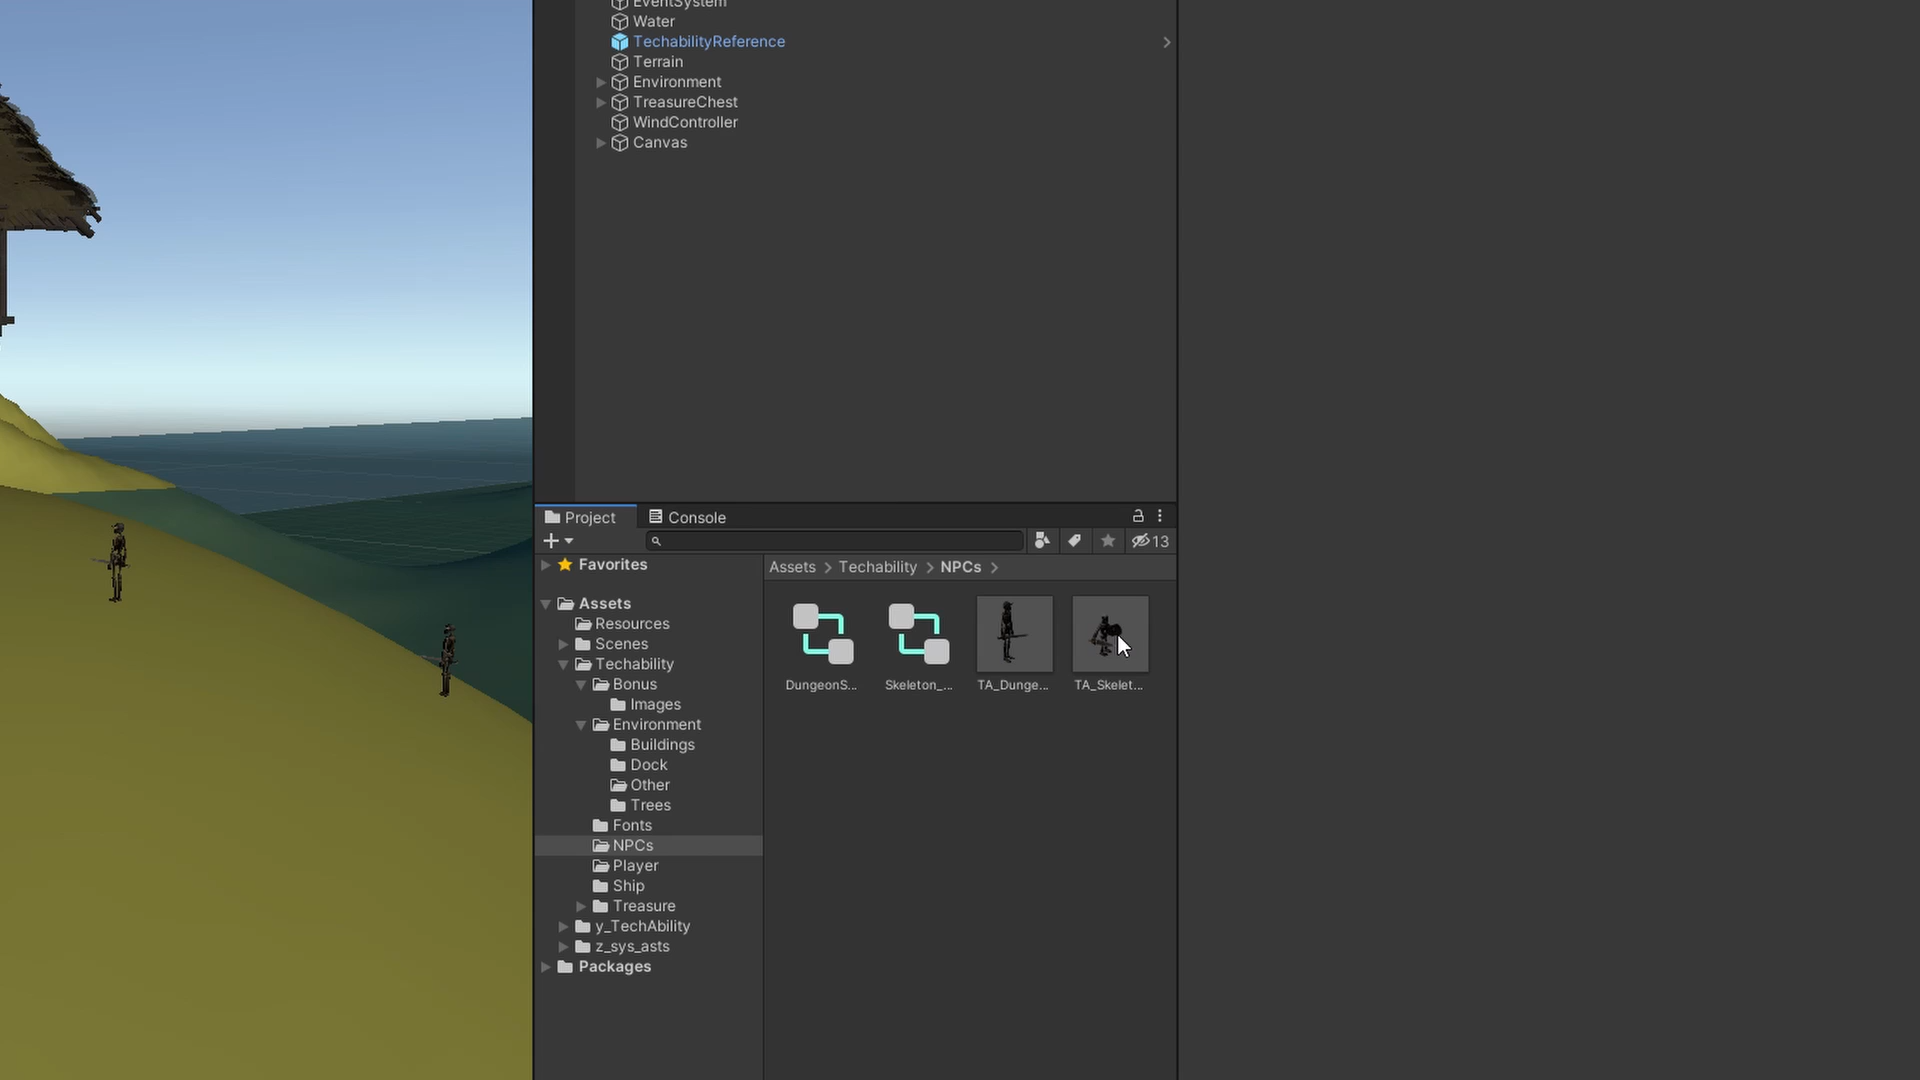 EventSystem
Water
TechabilityReference
Terrain
Environment
TreasureChest
WindController
Canvas
Project
Console
13
Favorites
Assets
Resources
Scenes
Techability
Bonus
Images
Environment
Buildings
Dock
Other
Trees
Fonts
NPCs
Player
Ship
Treasure
y_TechAbility
z_sys_asts
Packages
Assets > Techability > NPCs >
DungeonS... Skeleton_... TA_Dunge... TA_Skelet...